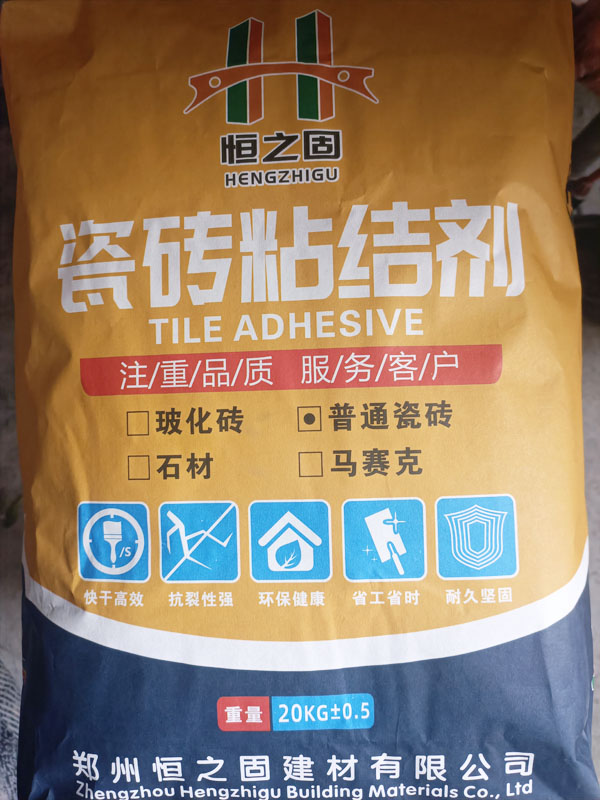 恒之固
HENGZHIGU
瓷砖粘结剂
TILE ADHESIVE
注/重/品/质 服/务/客/户
玻化砖 普通瓷砖
石材 马赛克
/S
快干高效 抗裂性强 环保健康 省工省时 耐久坚固
重量 20KG±0.5
郑州恒之固建材有限公司
Zhengzhou Hengzhigu Building Materials Co., Ltd